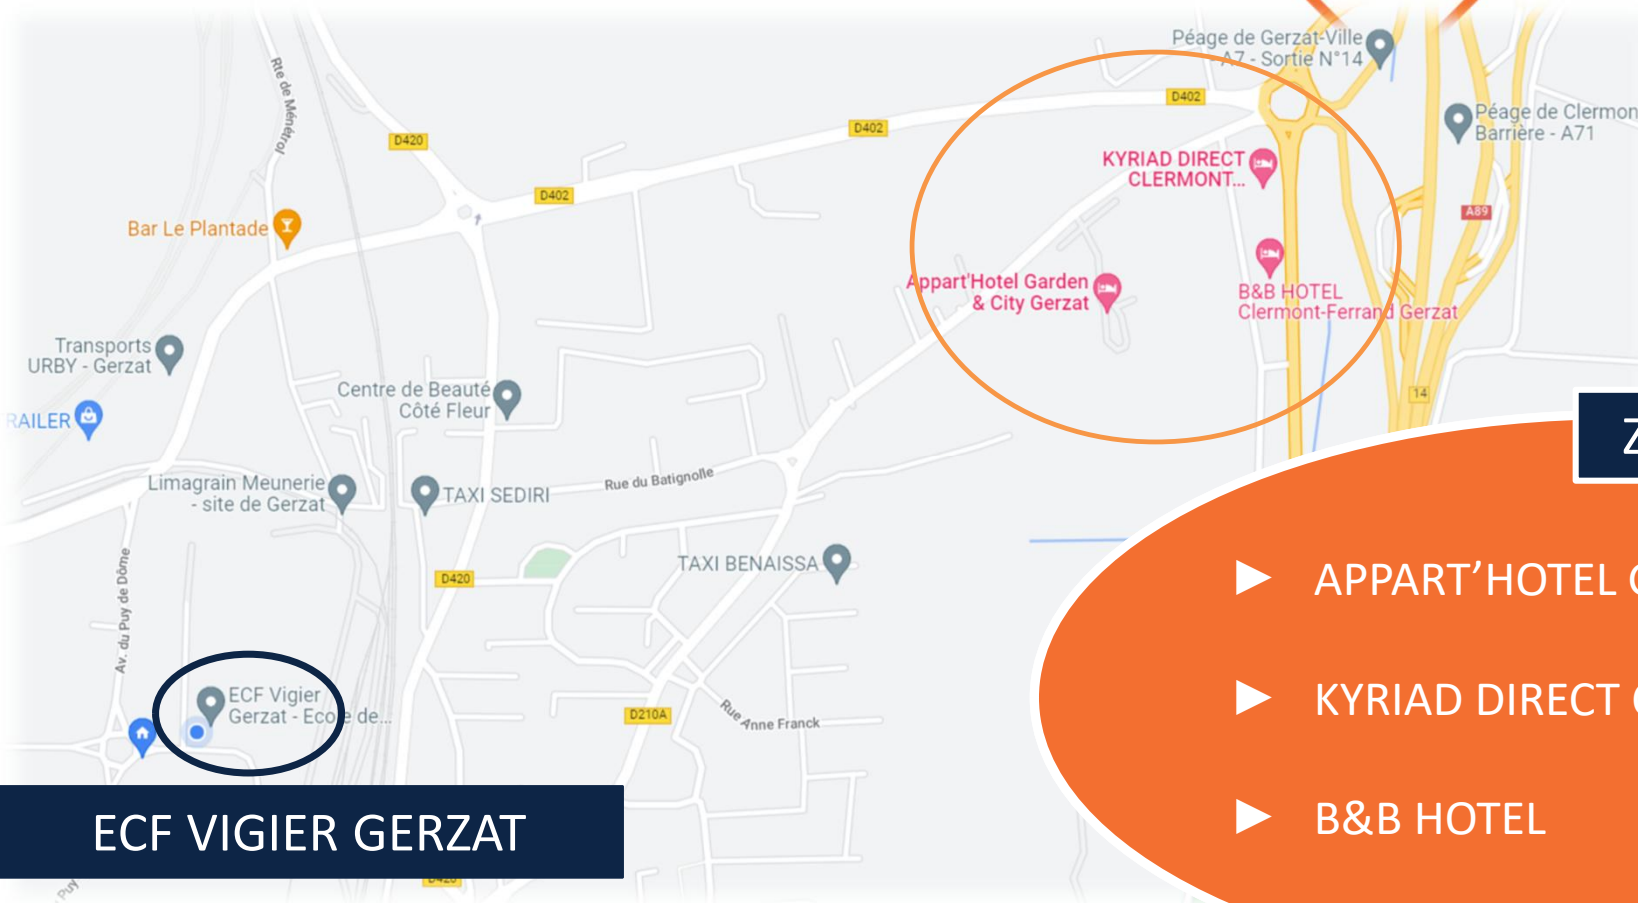 Péage de Gerzat-Ville
- A7 - Sortie N°14
Rte de Ménétrol
D402
Péage de Clermon
Barrière - A71
D402
D420
KYRIAD DIRECT
CLERMONT...
D402
A89
Bar Le Plantade
Appart'Hotel Garden
& City Gerzat
B&B HOTEL
Clermont-Ferrand Gerzat
Transports
URBY - Gerzat
Centre de Beauté
Côté Fleur
14
RAILER
Z
Limagrain Meunerie
- site de Gerzat
TAXI SEDIRI
Rue du Batignolle
TAXI BENAISSA
D420
Av. du Puy de Dôme
APPART’HOTEL
ECF Vigier
Gerzat - Ecole de...
D210A
Rue Anne Franck
KYRIAD DIRECT
B&B HOTEL
ECF VIGIER GERZAT
D420
Puy